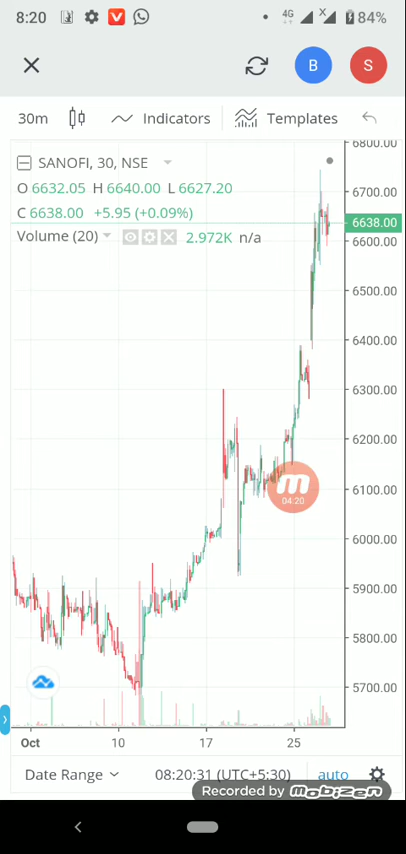 8:20 4G X 84%
B S
30m Indicators Templates
SANOFI, 30, NSE
O 6632.05 H 6640.00 L 6627.20
C 6638.00 +5.95 (+0.09%)
Volume (20) 2.972K n/a
6800.00
6700.00
6638.00
6600.00
6500.00
6400.00
6300.00
6200.00
6100.00
6000.00
5900.00
5800.00
5700.00
04:20
Oct 10 17 25
Date Range 08:20:31 (UTC+5:30) auto
Recorded by mobizen